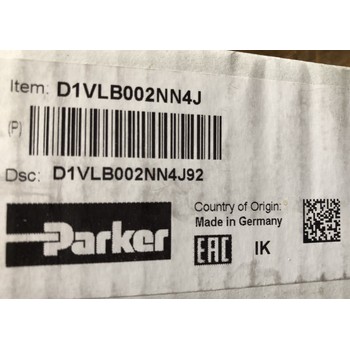 Item: D1VLB002NN4J
(P)
Dsc: D1VLB002NN4J92
Country of Origin:
Made in Germany
Parker
EAC IK